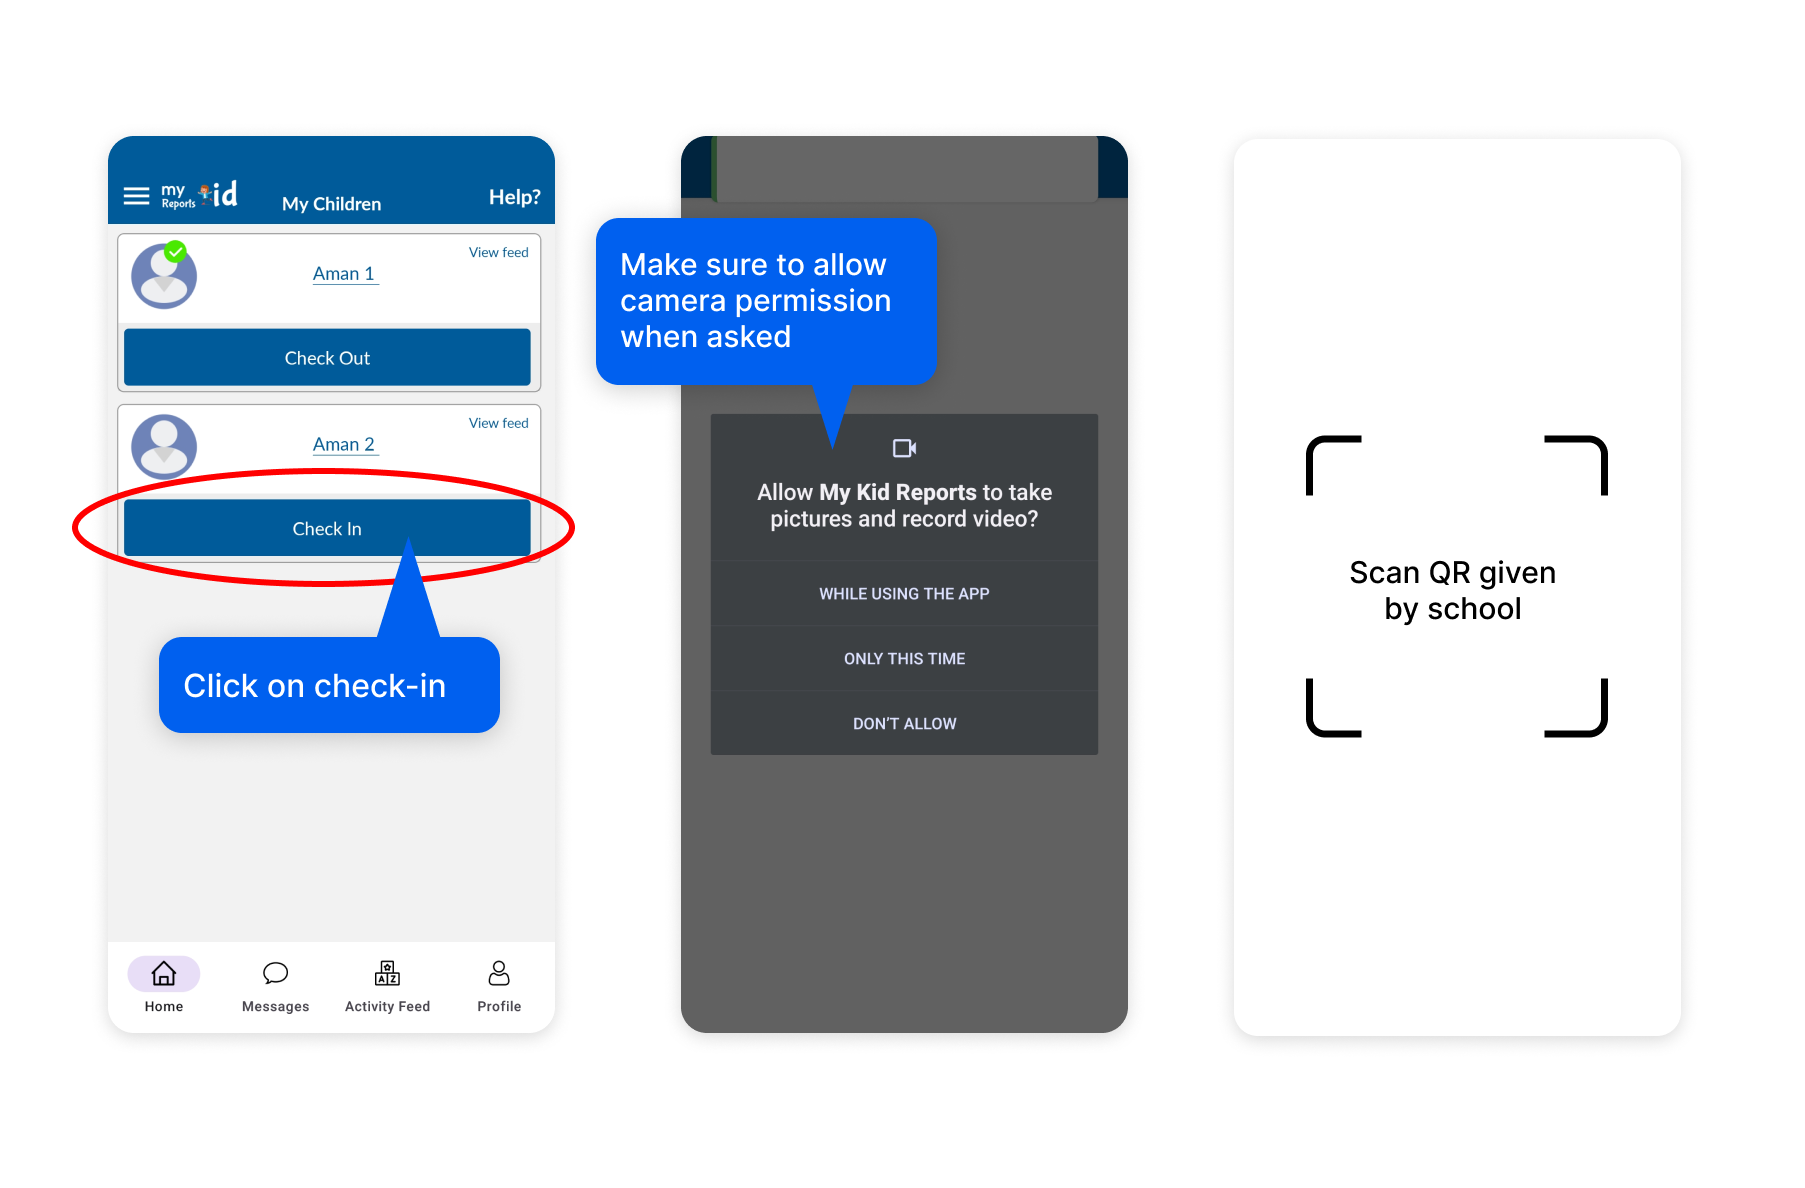 my
Reports
kid
My Children
Help?
View feed
Aman 1
Check Out
View feed
Aman 2
Check In
Click on check-in
Home
Messages
A Z
Activity Feed
Profile
Make sure to allow
camera permission
when asked
Allow My Kid Reports to take
pictures and record video?
WHILE USING THE APP
ONLY THIS TIME
DON'T ALLOW
Scan QR given
by school